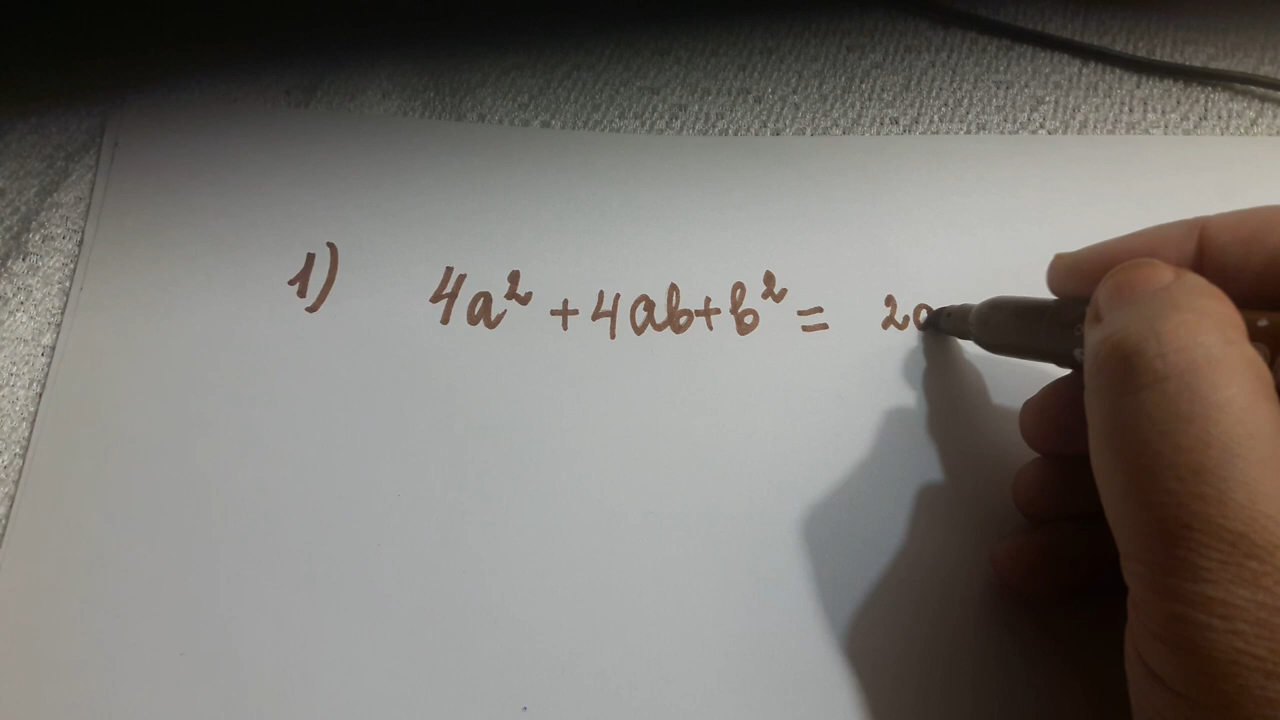 1) 4a² + 4ab + b² = 2a